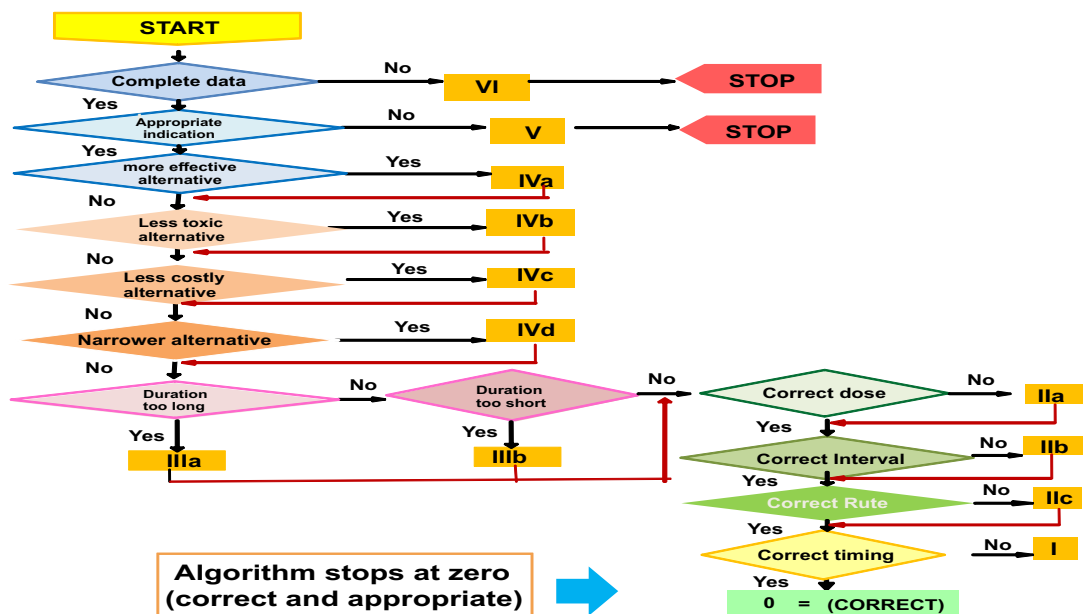 START
Complete data
No
VI
STOP
Yes
Appropriate
indication
No
V
STOP
Yes
more effective
alternative
Yes
IVa
No
Less toxic
alternative
Yes
IVb
No
Less costly
alternative
Yes
IVc
No
Narrower alternative
Yes
IVd
No
Duration
too long
No
Duration
too short
No
Correct dose
No
IIa
Yes
IIIa
Yes
IIIb
Yes
Correct Interval
No
IIb
Yes
Correct Rute
No
IIc
Yes
Correct timing
No
I
Yes
0 = (CORRECT)
Algorithm stops at zero
(correct and appropriate)